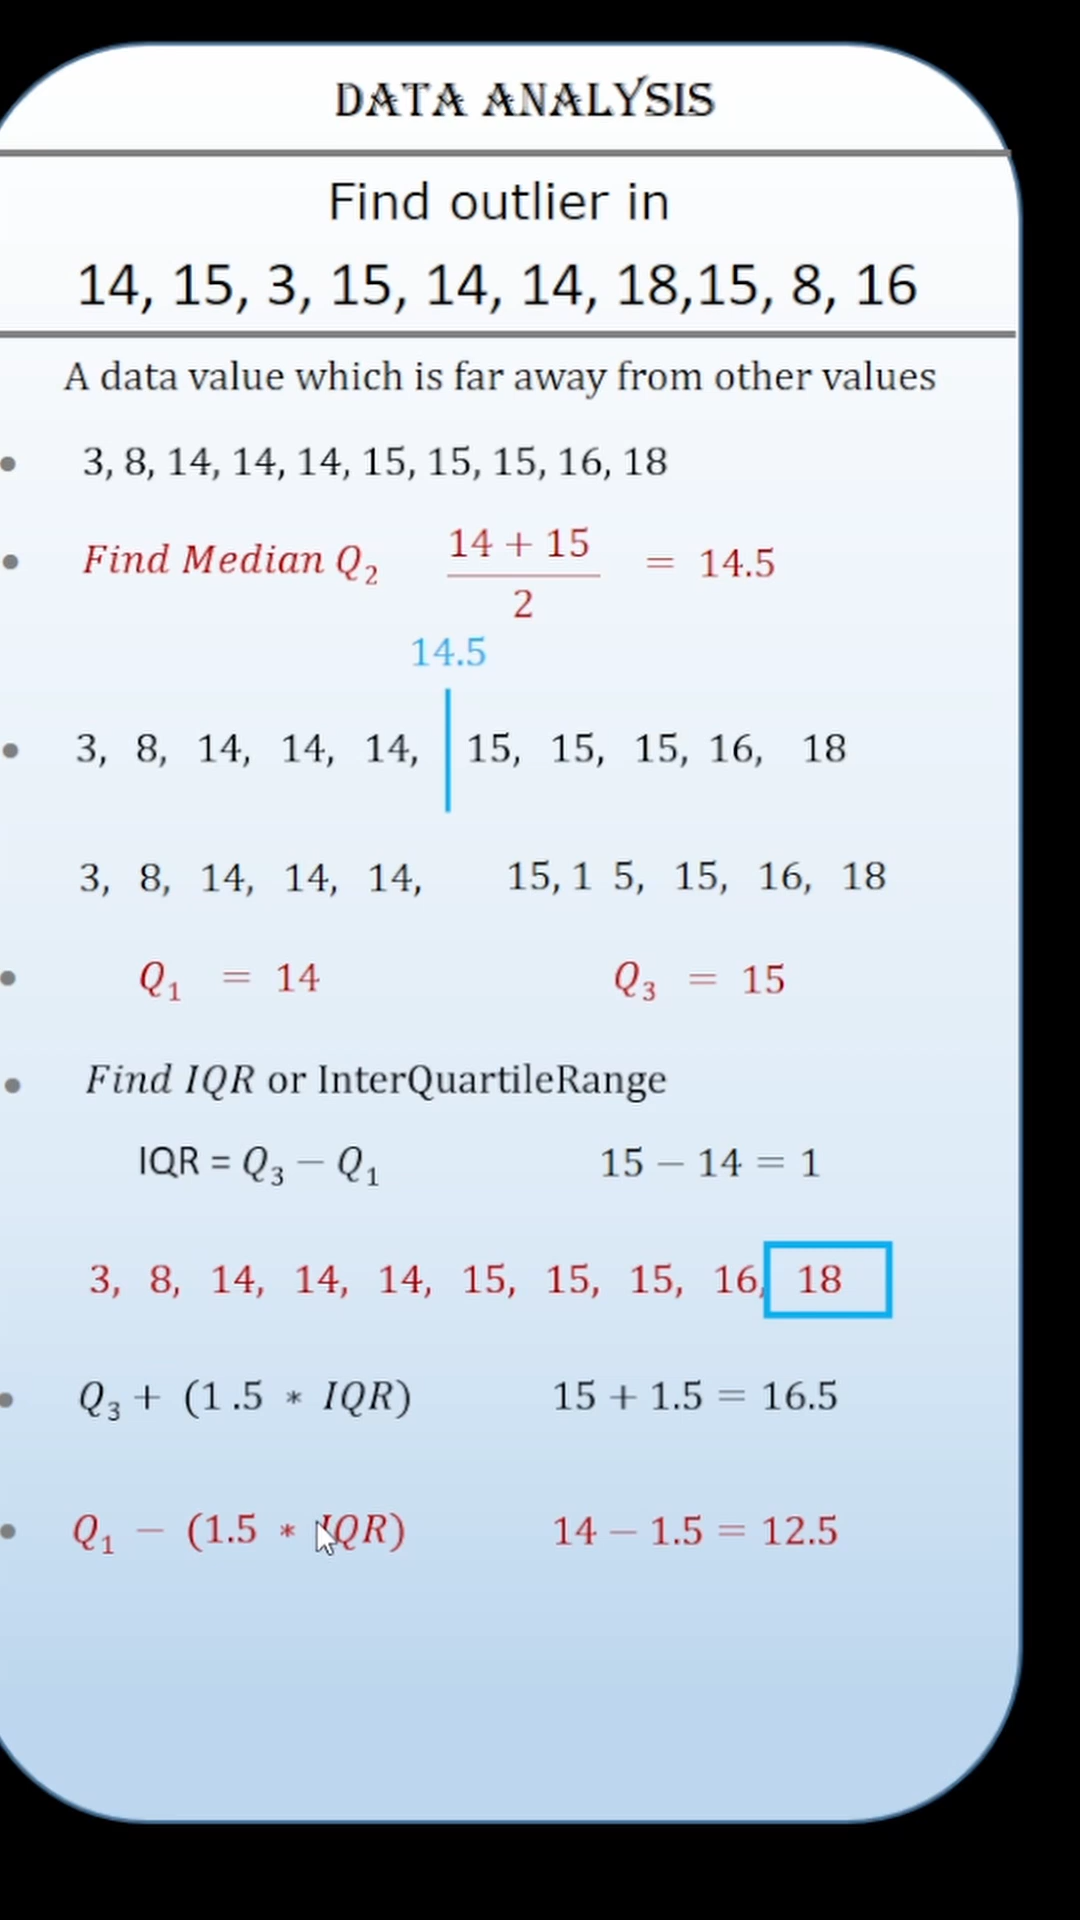 DATA ANALYSIS
Find outlier in
14, 15, 3, 15, 14, 14, 18,15, 8, 16
A data value which is far away from other values
• 3, 8, 14, 14, 14, 15, 15, 15, 16, 18
• Find Median Q₂ (14 + 15)/2 = 14.5
14.5
• 3, 8, 14, 14, 14, | 15, 15, 15, 16, 18
3, 8, 14, 14, 14, 15, 1 5, 15, 16, 18
• Q₁ = 14 Q₃ = 15
• Find IQR or InterQuartileRange
IQR = Q₃ − Q₁ 15 − 14 = 1
3, 8, 14, 14, 14, 15, 15, 15, 16, 18
• Q₃ + (1 .5 * IQR) 15 + 1.5 = 16.5
• Q₁ − (1.5 * IQR) 14 − 1.5 = 12.5